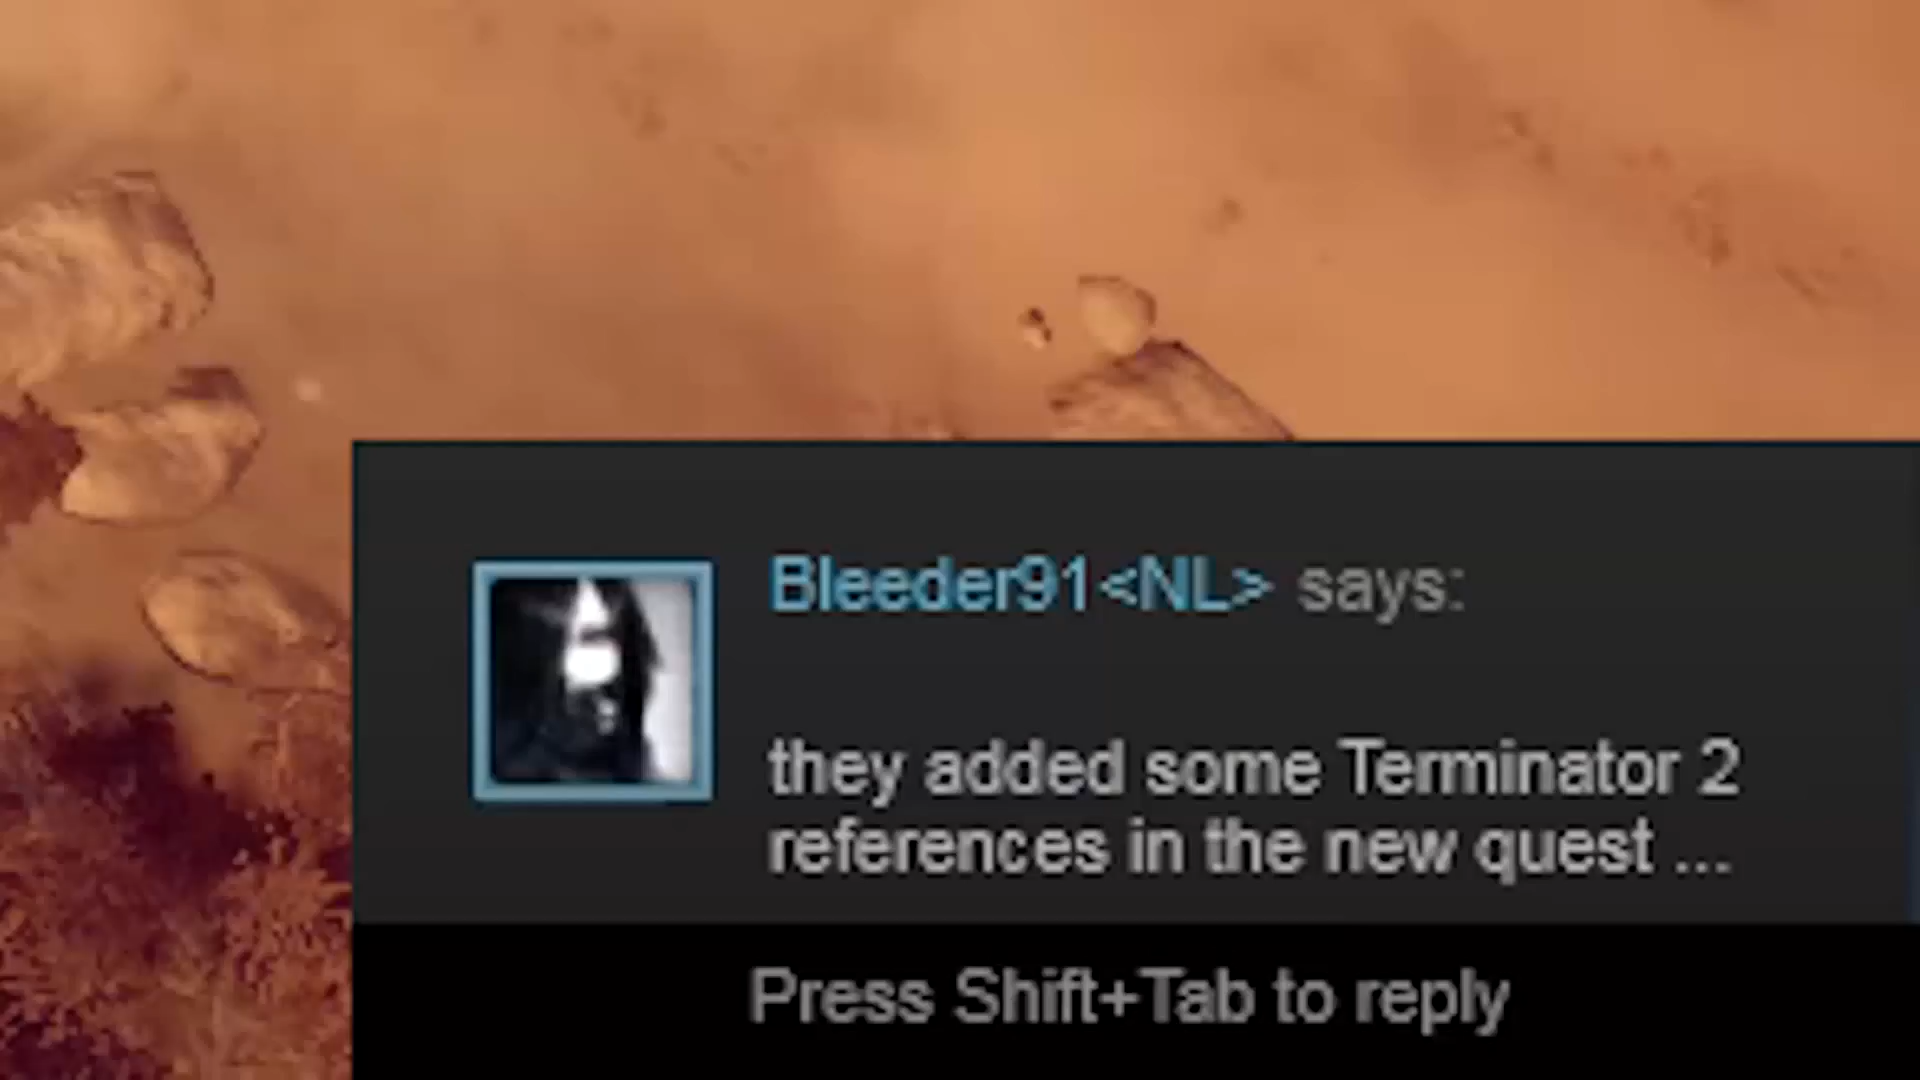 Bleeder91<NL> says:
they added some Terminator 2
references in the new quest ...
Press Shift+Tab to reply